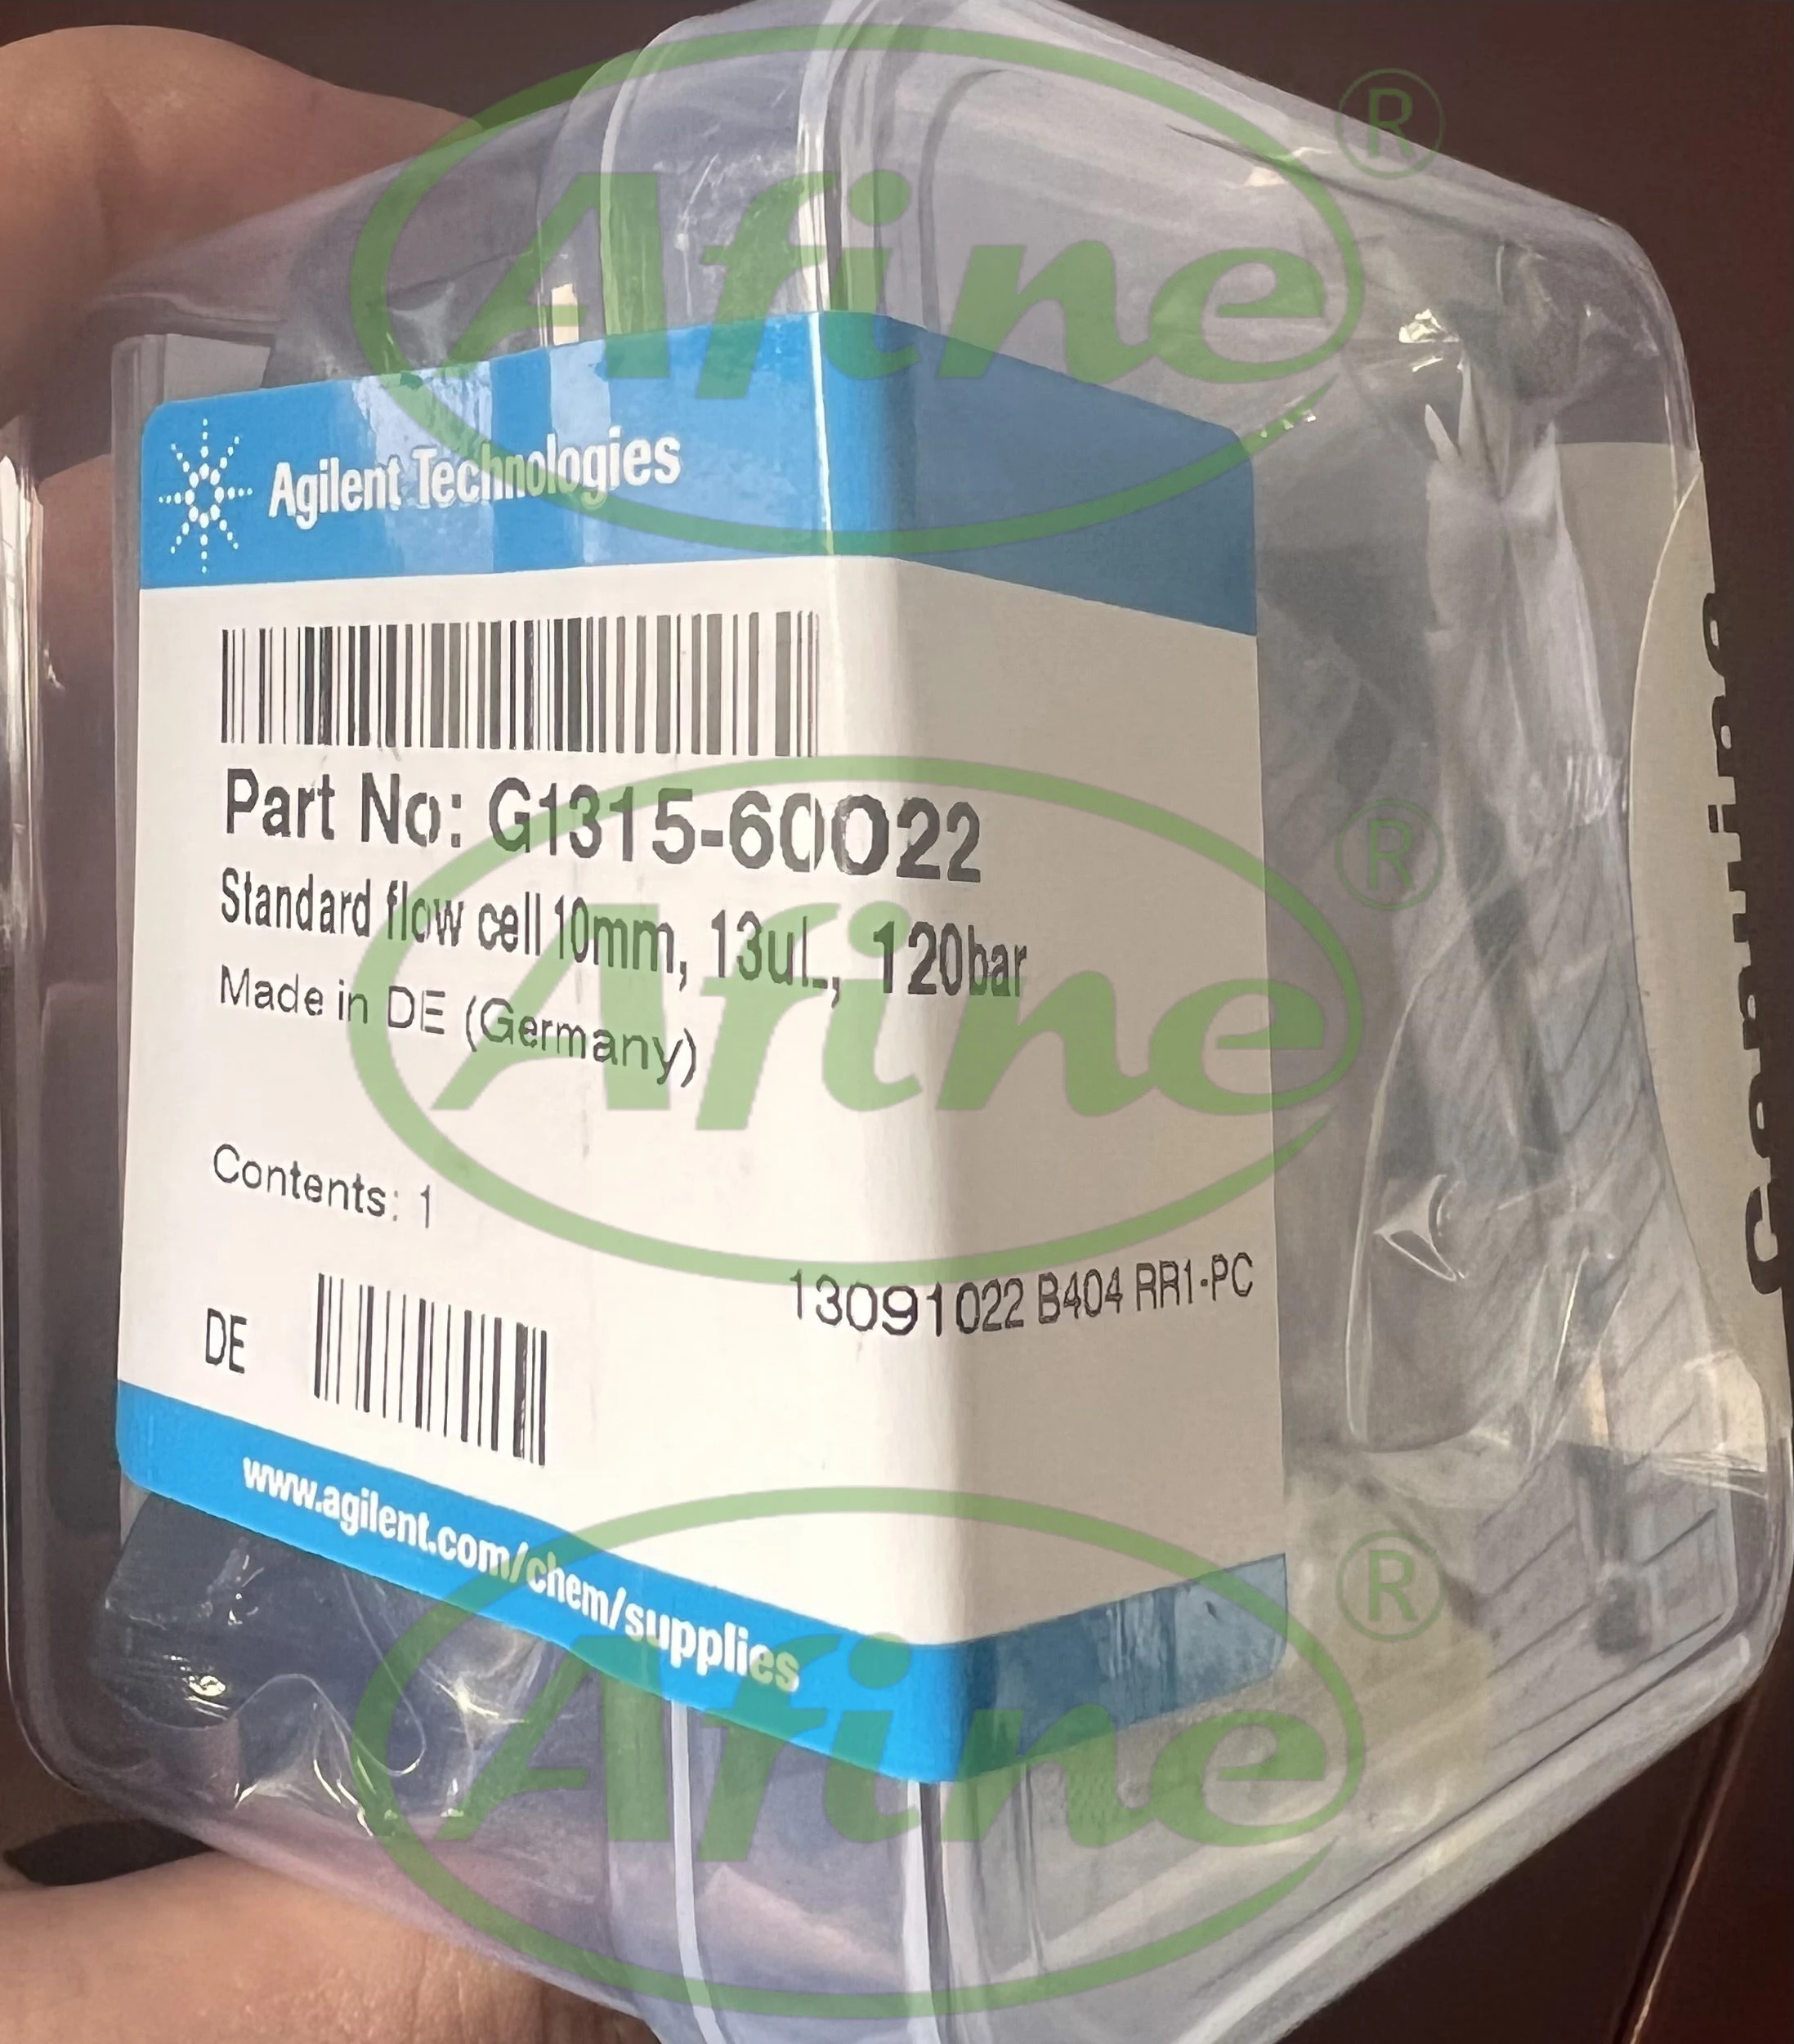 Afine®
Agilent Technologies
Part No: G1315-60022
Standard flow cell 10mm, 13uL, 120bar
Made in DE (Germany)
Afine®
Contents: 1
13091022 B404 RR1-PC
DE
www.agilent.com/chem/supplies
Afine®